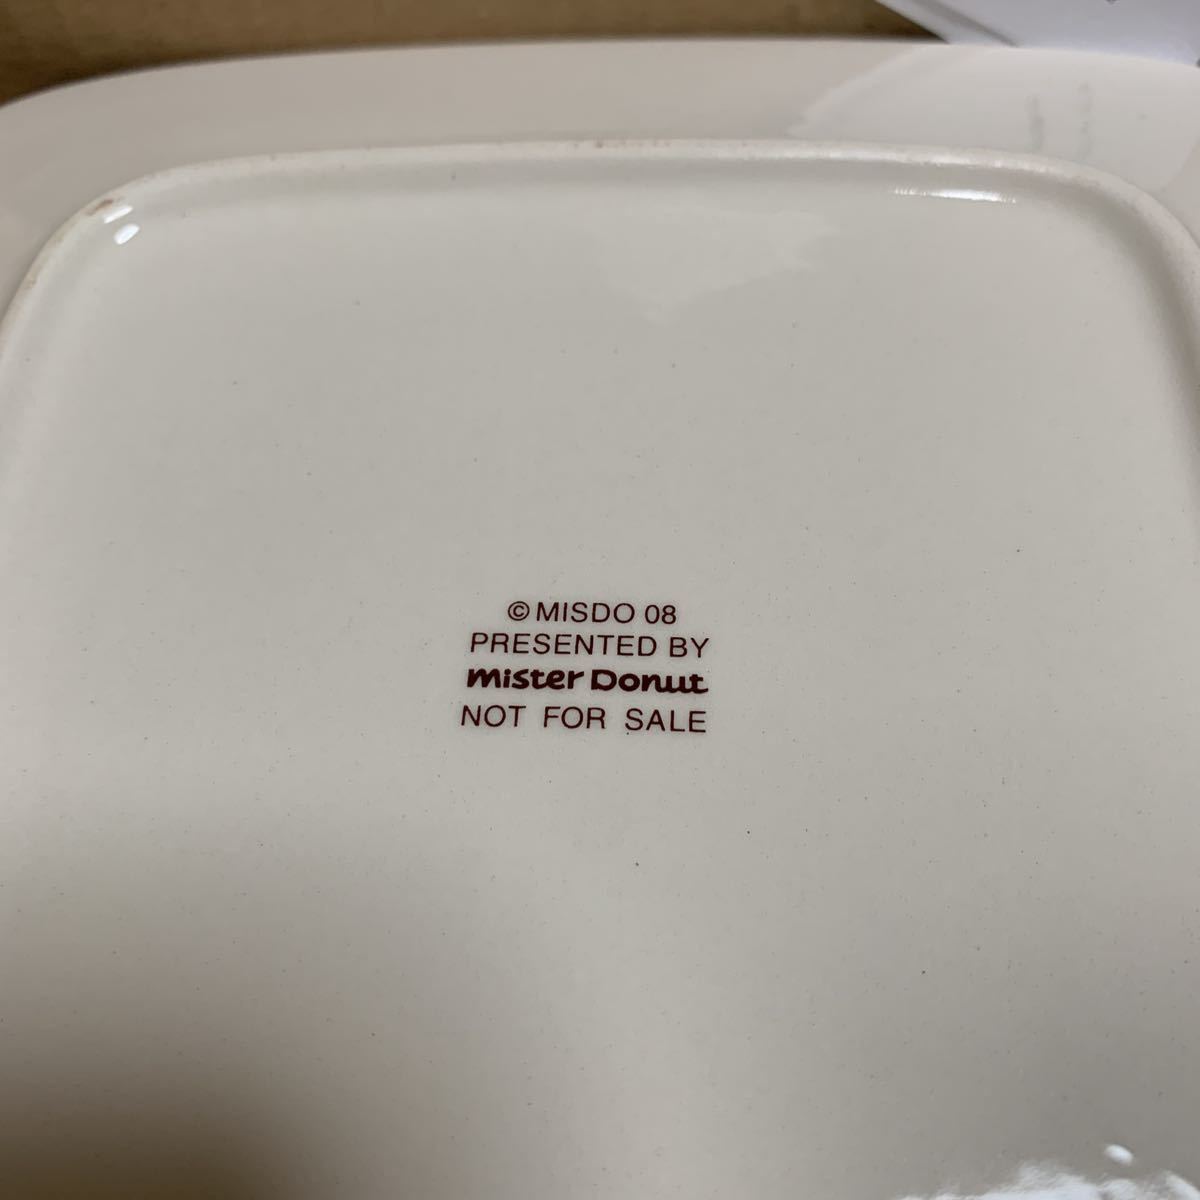 ©MISDO 08
PRESENTED BY
mister Donut
NOT FOR SALE